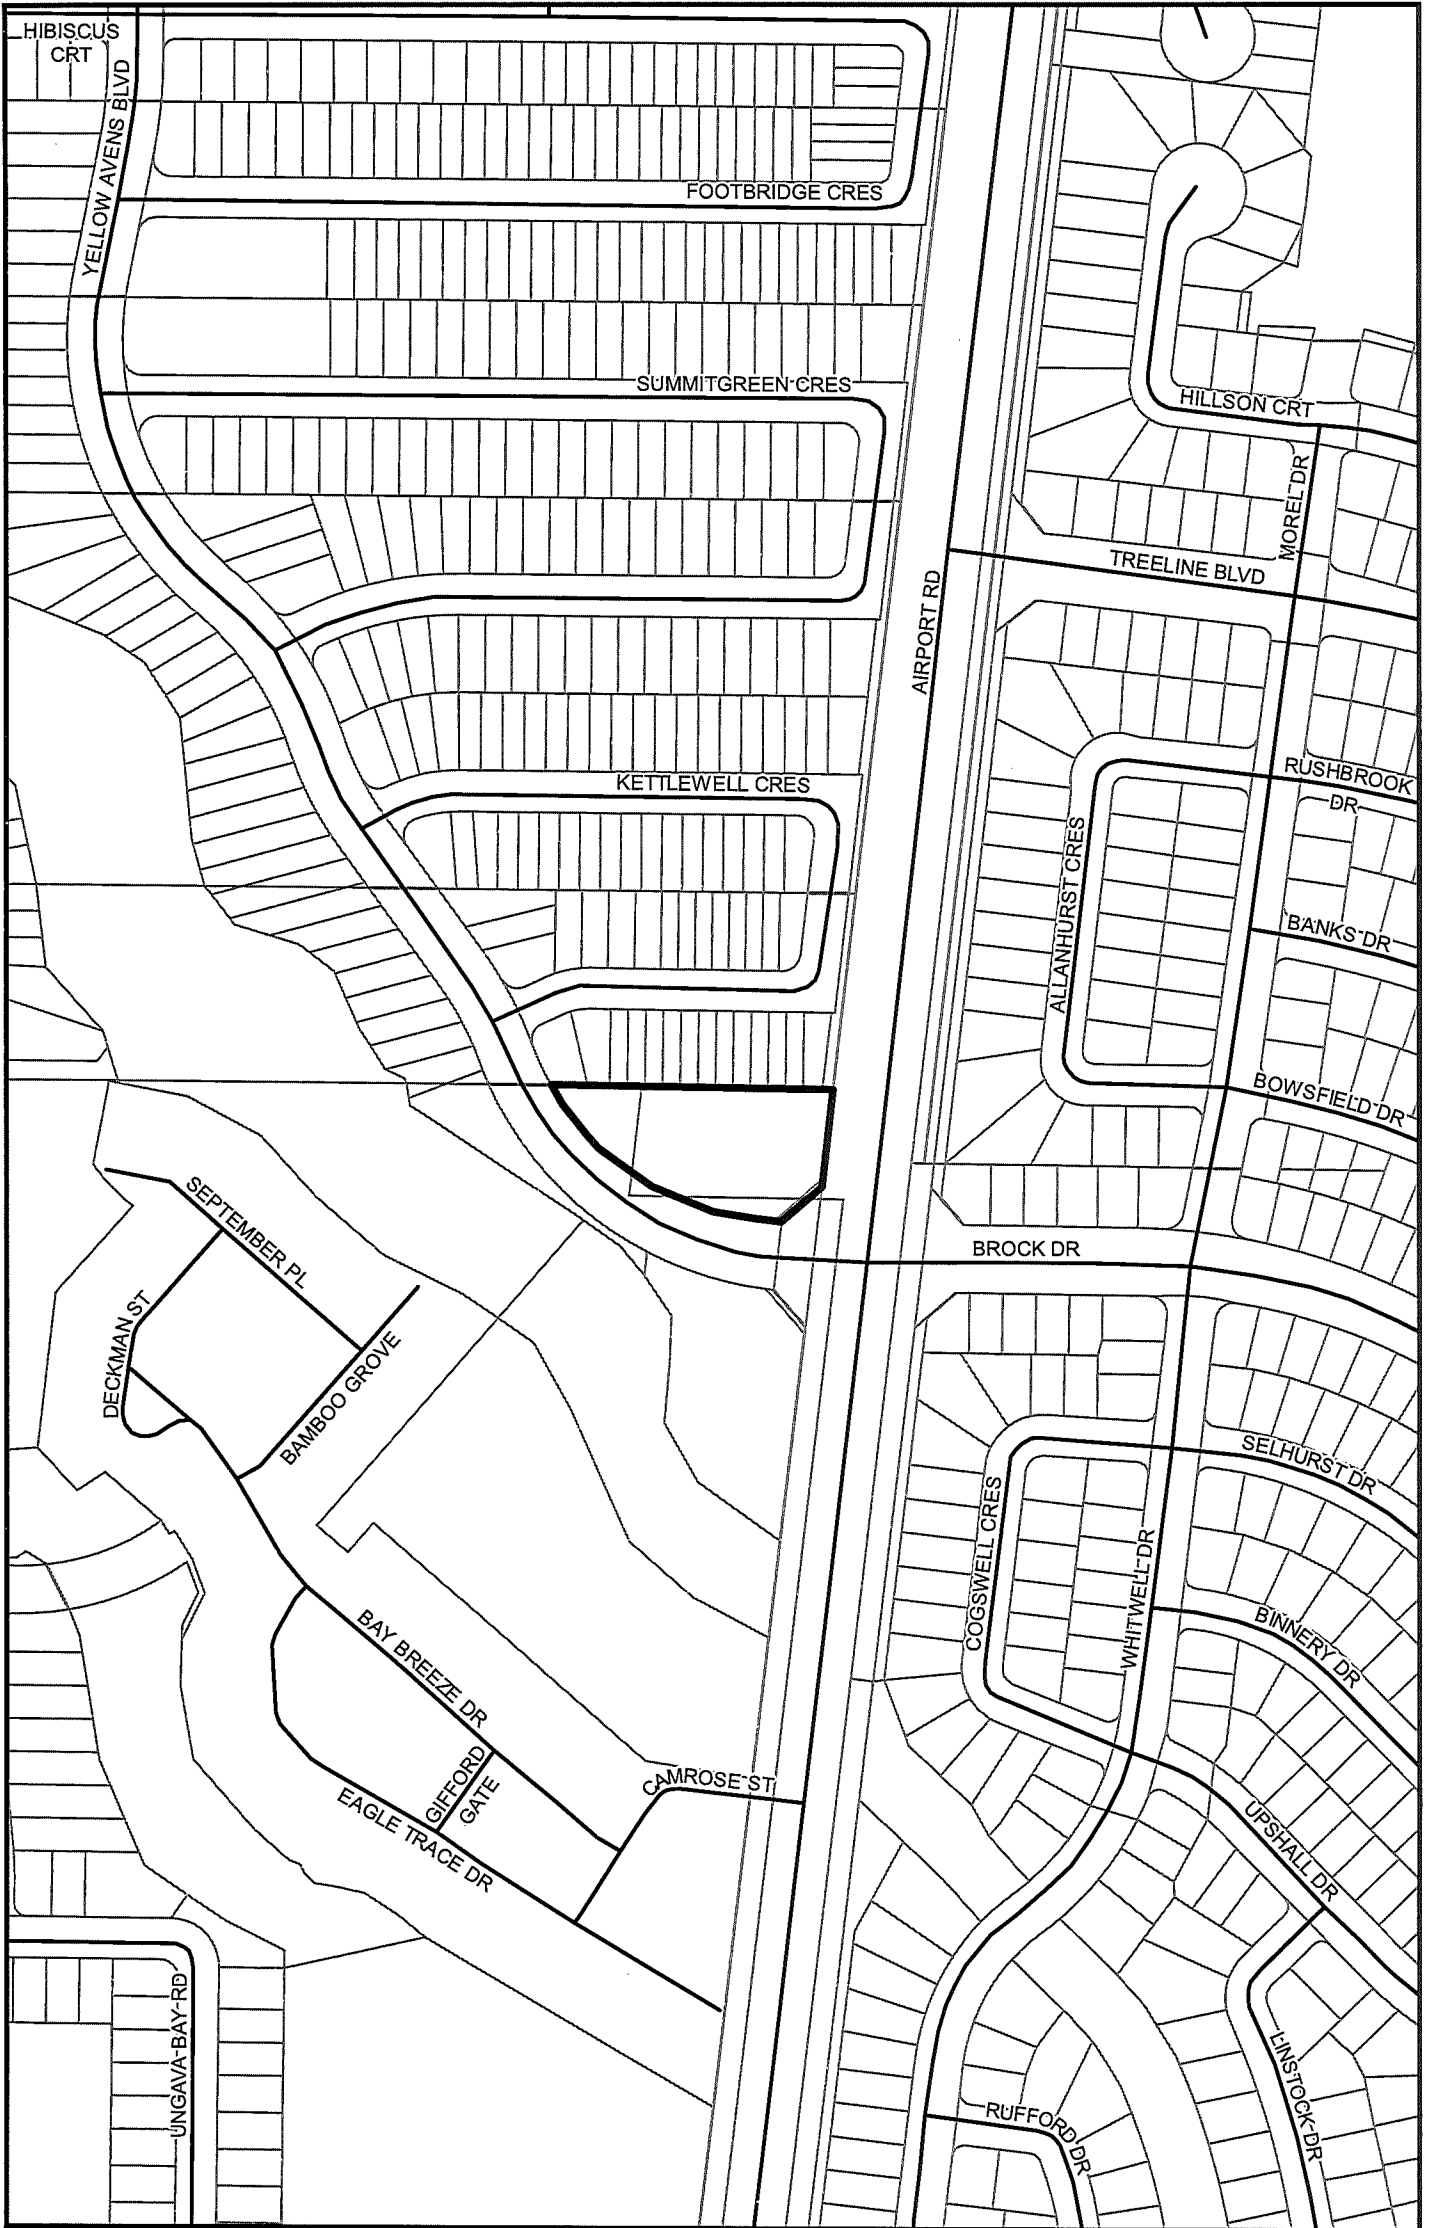 HIBISCUS
CRT
YELLOW AVENS BLVD
FOOTBRIDGE CRES
SUMMITGREEN CRES
HILLSON CRT
MOREL DR
TREELINE BLVD
AIRPORT RD
RUSHBROOK
DR
KETTLEWELL CRES
ALLANHURST CRES
BANKS DR
BOWSFIELD DR
SEPTEMBER PL
BROCK DR
DECKMAN ST
BAMBOO GROVE
SELHURST DR
COGSWELL CRES
WHITWELL DR
BINNERY DR
BAY BREEZE DR
GIFFORD
GATE
CAMROSE ST
EAGLE TRACE DR
UPSHALL DR
UNGAVA BAY RD
LINSTOCK DR
RUFFORD DR